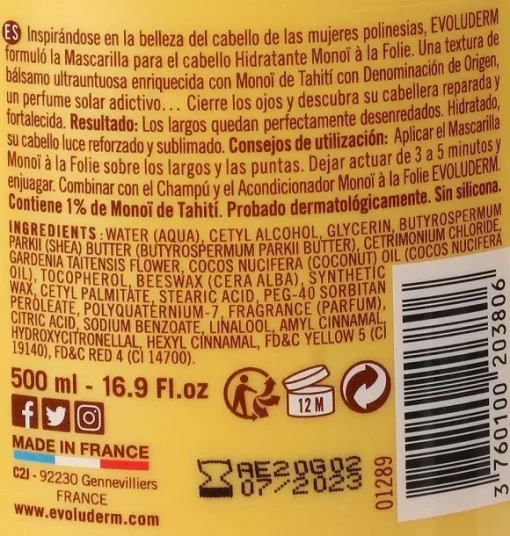 ES Inspirándose en la belleza del cabello de las mujeres polinesias, EVOLUDERM
formuló la Mascarilla para el cabello Hidratante Monoï à la Folie. Una textura de
bálsamo ultrauntuosa enriquecida con Monoï de Tahití con Denominación de Origen,
un perfume solar adictivo... Cierre los ojos y descubra su cabellera reparada y
fortalecida. Resultado: Los largos quedan perfectamente desenredados. Hidratado,
su cabello luce reforzado y sublimado. Consejos de utilización: Aplicar el Mascarilla
Monoï à la Folie sobre los largos y las puntas. Dejar actuar de 3 a 5 minutos y
enjuagar. Combinar con el Champú y el Acondicionador Monoï à la Folie EVOLUDERM.
Contiene 1% de Monoï de Tahití. Probado dermatológicamente. Sin silicona.
INGREDIENTS : WATER (AQUA), CETYL ALCOHOL, GLYCERIN, BUTYROSPERMUM
PARKII (SHEA) BUTTER (BUTYROSPERMUM PARKII BUTTER), CETRIMONIUM CHLORIDE,
GARDENIA TAITENSIS FLOWER, COCOS NUCIFERA (COCONUT) OIL (COCOS NUCIFERA
OIL), TOCOPHEROL, BEESWAX (CERA ALBA), SYNTHETIC
WAX, CETYL PALMITATE, STEARIC ACID, PEG-40 SORBITAN
PEROLEATE, POLYQUATERNIUM-7, FRAGRANCE (PARFUM),
CITRIC ACID, SODIUM BENZOATE, LINALOOL, AMYL CINNAMAL,
HYDROXYCITRONELLAL, HEXYL CINNAMAL, FD&C YELLOW 5 (CI
19140), FD&C RED 4 (CI 14700).
500 ml - 16.9 Fl.oz
12 M
MADE IN FRANCE
C2J - 92230 Gennevilliers
FRANCE
www.evoluderm.com
AE20G02
07/2023
01289
3 760100 203806